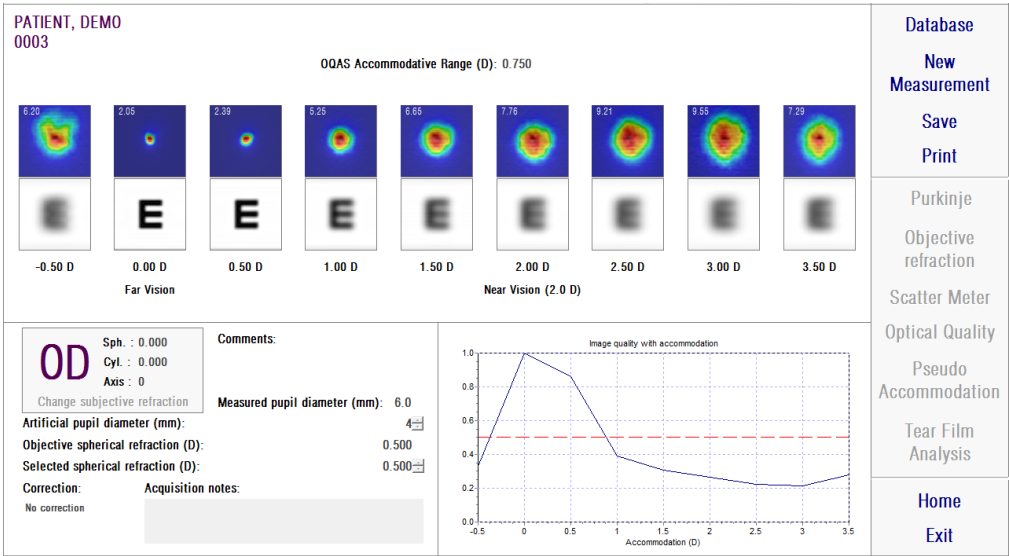 PATIENT, DEMO
0003
OQAS Accommodative Range (D): 0.750
6.20 2.05 2.39 5.25 6.65 7.76 9.21 9.55 7.29
E E E E E E E E E
-0.50 D 0.00 D 0.50 D 1.00 D 1.50 D 2.00 D 2.50 D 3.00 D 3.50 D
Far Vision Near Vision (2.0 D)
OD
Sph. : 0.000
Cyl. : 0.000
Axis : 0
Change subjective refraction
Comments:
Measured pupil diameter (mm): 6.0
Artificial pupil diameter (mm): 4
Objective spherical refraction (D): 0.500
Selected spherical refraction (D): 0.500
Correction: Acquisition notes:
No correction
Image quality with accommodation
1.0
0.8
0.6
0.4
0.2
0.0
-0.5 0 0.5 1 1.5 2 2.5 3 3.5
Accommodation (D)
Database
New
Measurement
Save
Print
Purkinje
Objective
refraction
Scatter Meter
Optical Quality
Pseudo
Accommodation
Tear Film
Analysis
Home
Exit